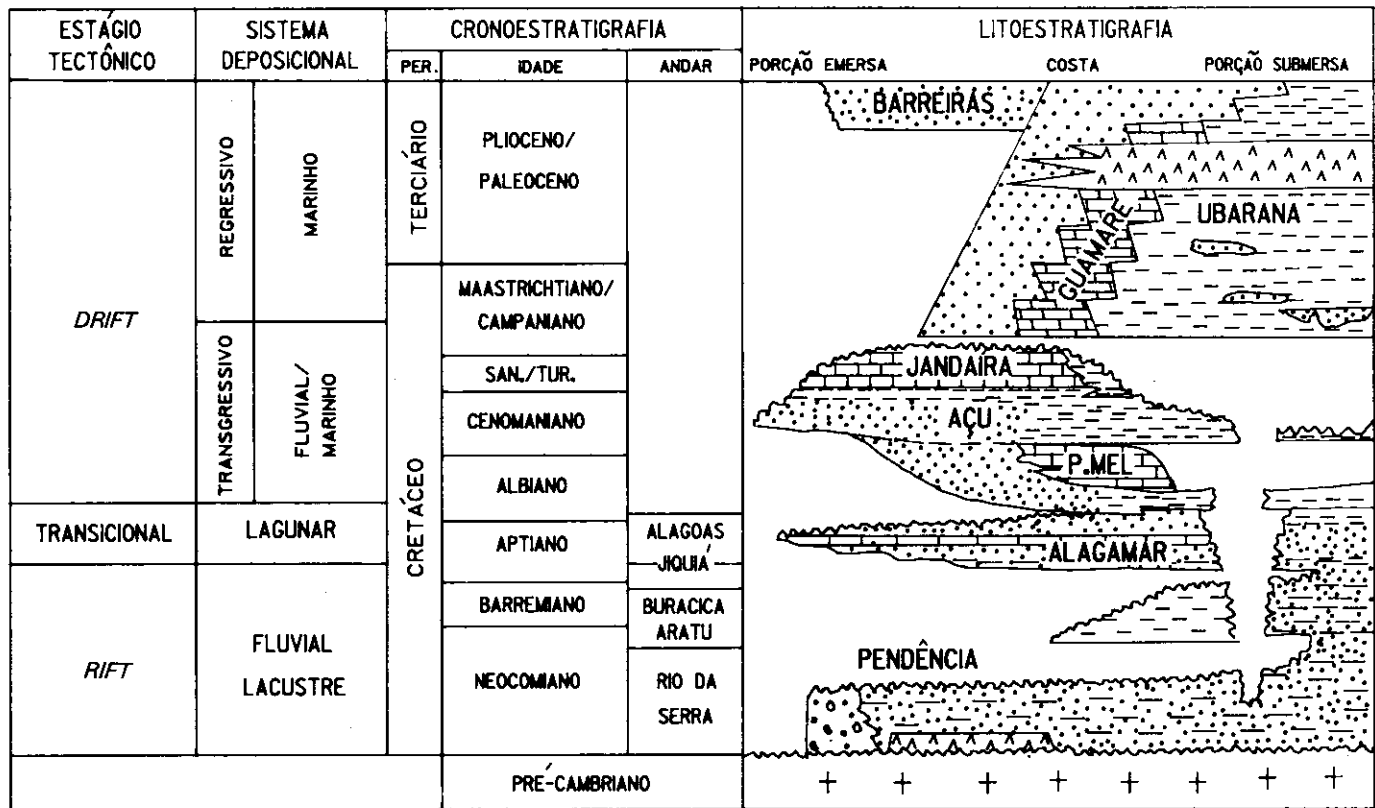 ESTÁGIO
TECTÔNICO
SISTEMA
DEPOSICIONAL
CRONOESTRATIGRAFIA
LITOESTRATIGRAFIA
PER.
IDADE
ANDAR
PORÇÃO EMERSA
COSTA
PORÇÃO SUBMERSA
DRIFT
REGRESSIVO
MARINHO
TRANSGRESSIVO
FLUVIAL/
MARINHO
TRANSICIONAL
LAGUNAR
RIFT
FLUVIAL
LACUSTRE
TERCIÁRIO
CRETÁCEO
PLIOCENO/
PALEOCENO
MAASTRICHTIANO/
CAMPANIANO
SAN./TUR.
CENOMANIANO
ALBIANO
APTIANO
BARREMIANO
NEOCOMIANO
PRÉ-CAMBRIANO
ALAGOAS
JIQUIÁ
BURACICA
ARATU
RIO DA
SERRA
BARREIRAS
GUAMARÉ
UBARANA
JANDAÍRA
AÇU
P.MEL
ALAGAMAR
PENDÊNCIA